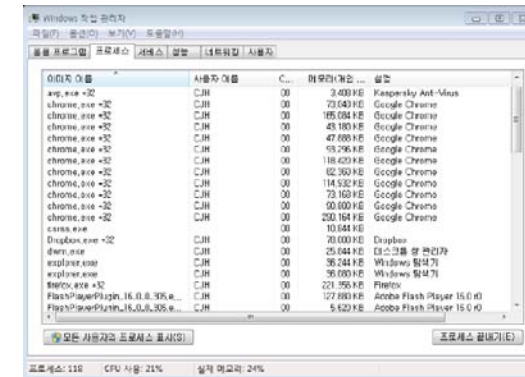 Windows 작업 관리자
파일(F) 옵션(O) 보기(V) 도움말(H)
응용 프로그램 프로세스 서비스 성능 네트워킹 사용자
이미지 이름 사용자 이름 C... 메모리(개인 ... 설명
avp.exe *32 CJH 00 3,408 KB Kaspersky Anti-Virus
chrome.exe *32 CJH 00 73,040 KB Google Chrome
chrome.exe *32 CJH 00 165,084 KB Google Chrome
chrome.exe *32 CJH 00 43,180 KB Google Chrome
chrome.exe *32 CJH 00 47,888 KB Google Chrome
chrome.exe *32 CJH 00 93,296 KB Google Chrome
chrome.exe *32 CJH 00 118,420 KB Google Chrome
chrome.exe *32 CJH 00 82,360 KB Google Chrome
chrome.exe *32 CJH 00 114,932 KB Google Chrome
chrome.exe *32 CJH 00 73,168 KB Google Chrome
chrome.exe *32 CJH 00 90,800 KB Google Chrome
chrome.exe *32 CJH 00 290,164 KB Google Chrome
csrss.exe 00 10,844 KB
Dropbox.exe *32 CJH 00 78,000 KB Dropbox
dwm.exe CJH 00 25,844 KB 데스크톱 창 관리자
explorer.exe CJH 00 36,244 KB Windows 탐색기
explorer.exe CJH 00 36,080 KB Windows 탐색기
firefox.exe *32 CJH 00 221,356 KB Firefox
FlashPlayerPlugin_16_0_0_305.e... CJH 00 127,880 KB Adobe Flash Player 16.0 r0
FlashPlayerPlugin_16_0_0_305.e... CJH 00 5,620 KB Adobe Flash Player 16.0 r0
모든 사용자의 프로세스 표시(S) 프로세스 끝내기(E)
프로세스: 118 CPU 사용: 21% 실제 메모리: 24%